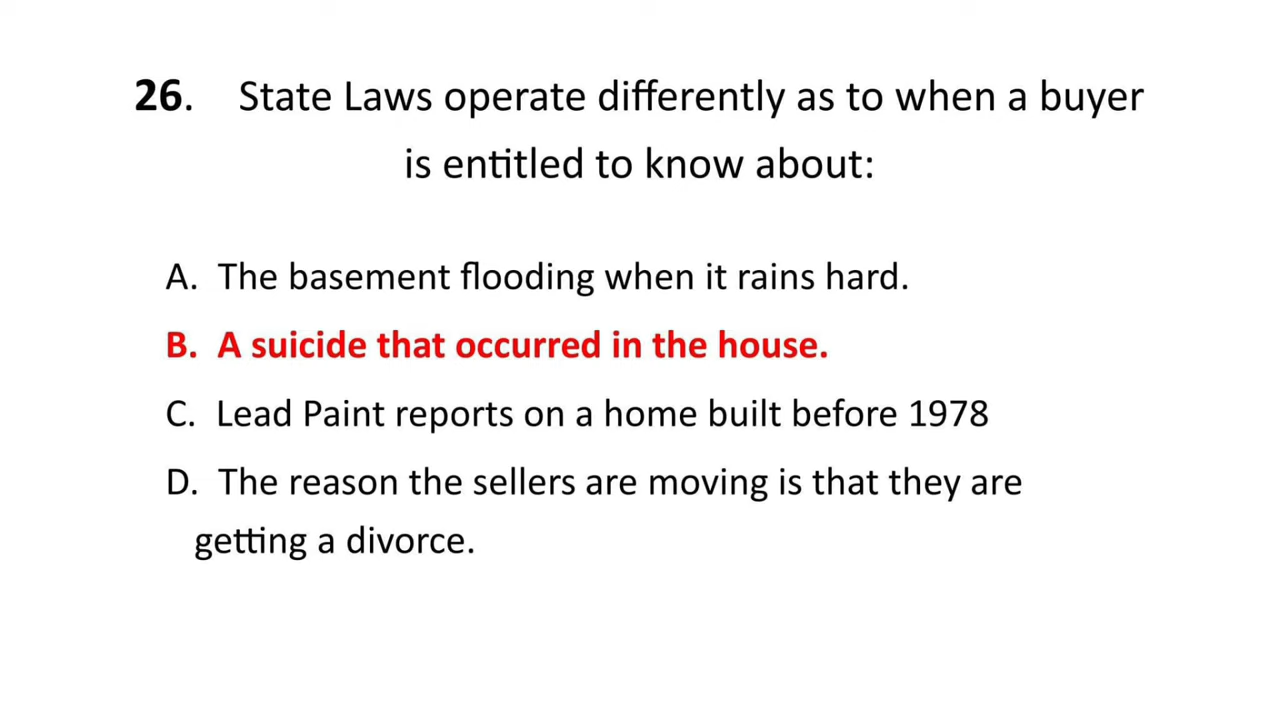 26. State Laws operate differently as to when a buyer
is entitled to know about:
A. The basement flooding when it rains hard.
B. A suicide that occurred in the house.
C. Lead Paint reports on a home built before 1978
D. The reason the sellers are moving is that they are
getting a divorce.